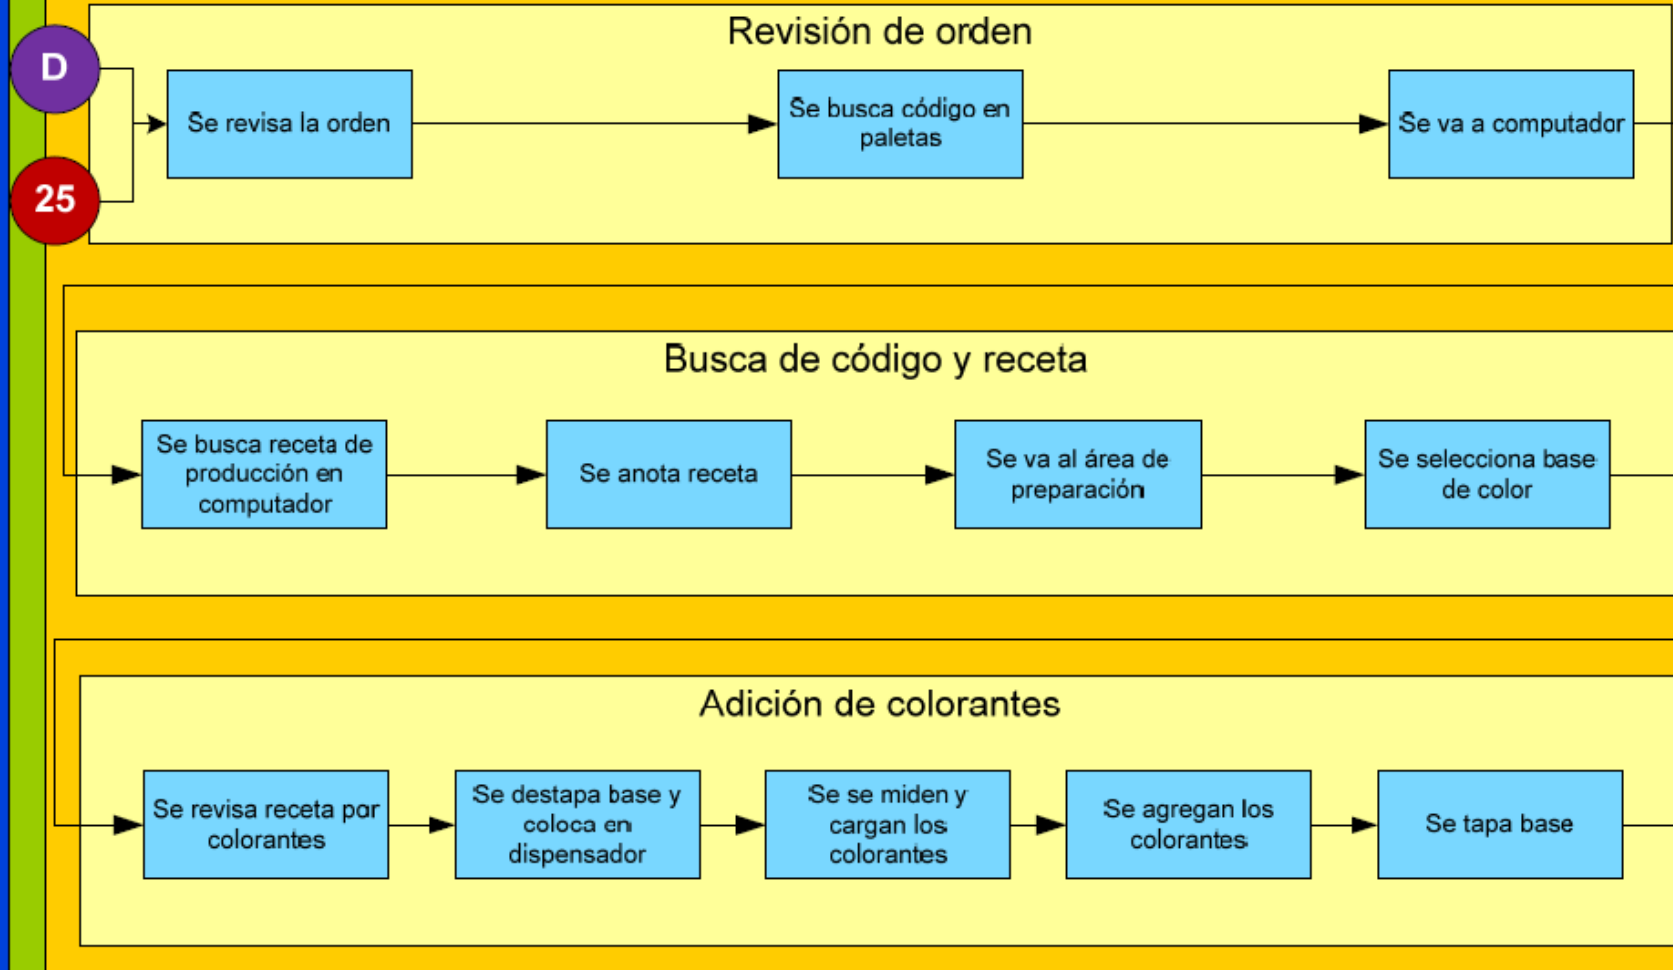 Revisión de orden
D
25
Se revisa la orden
Se busca código en
paletas
Se va a computador
Busca de código y receta
Se busca receta de
producción en
computador
Se anota receta
Se va al área de
preparación
Se selecciona base
de color
Adición de colorantes
Se revisa receta por
colorantes
Se destapa base y
coloca en
dispensador
Se se miden y
cargan los
colorantes
Se agregan los
colorantes
Se tapa base